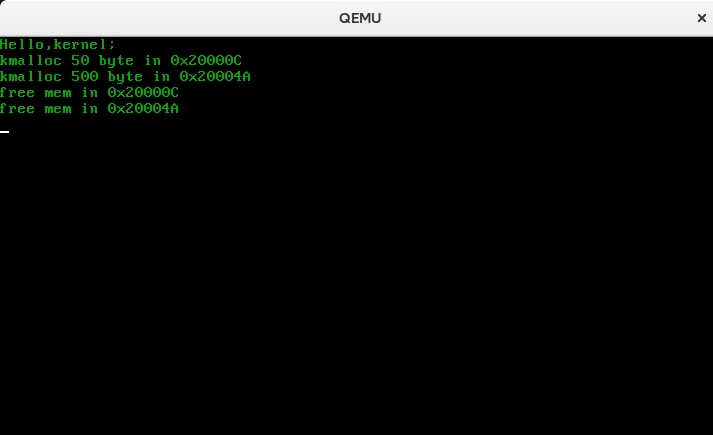 QEMU
Hello,kernel;
kmalloc 50 byte in 0x20000C
kmalloc 500 byte in 0x20004A
free mem in 0x20000C
free mem in 0x20004A